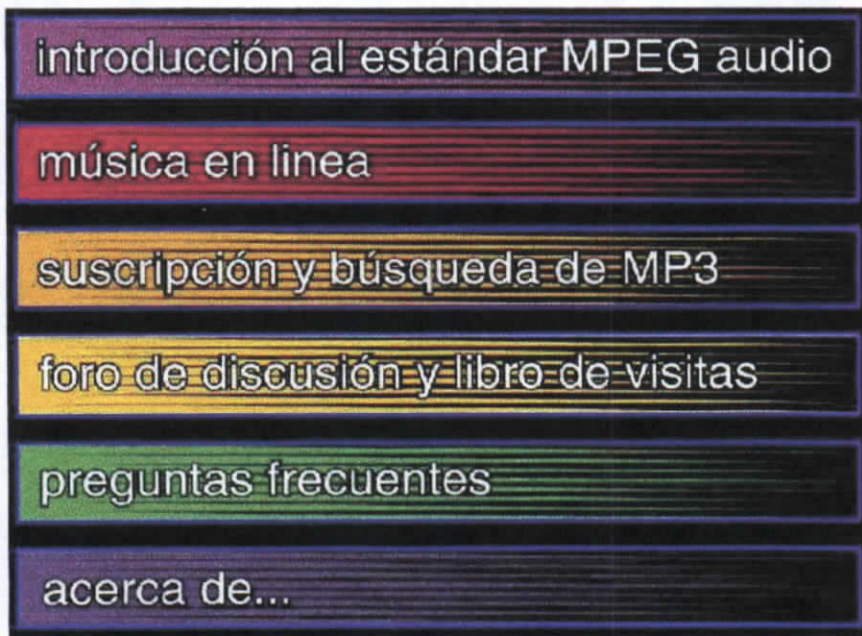 introducción al estándar MPEG audio
música en linea
suscripción y búsqueda de MP3
foro de discusión y libro de visitas
preguntas frecuentes
acerca de...